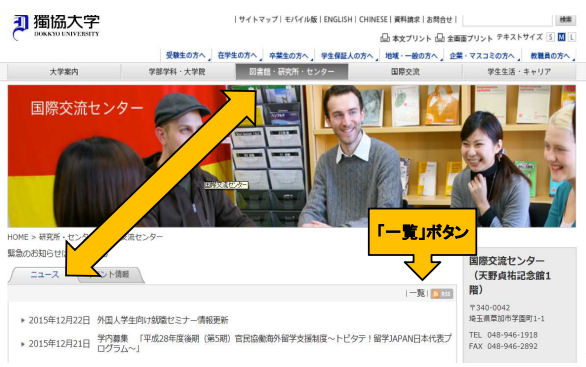 獨協大学
DOKKYO UNIVERSITY
| サイトマップ | モバイル版 | ENGLISH | CHINESE | 資料請求 | お問合せ |
検索
本文プリント 全画面プリント テキストサイズ S M L
受験生の方へ 在学生の方へ 卒業生の方へ 学生保証人の方へ 地域・一般の方へ 企業・マスコミの方へ 教職員の方へ
大学案内 学部学科・大学院 図書館・研究所・センター 国際交流 学生生活・キャリア
国際交流センター
国際交流センター
「一覧」ボタン
HOME > 研究所・センター 交流センター
緊急のお知らせは
ニュース ント情報
| 一覧 | RSS
2015年12月22日 外国人学生向け就職セミナー情報更新
2015年12月21日 学内募集 「平成28年度後期（第5期）官民協働海外留学支援制度～トビタテ！留学JAPAN日本代表プ
ログラム～」
国際交流センター
（天野貞祐記念館1
階）
〒340-0042
埼玉県草加市学園町1-1
TEL 048-946-1918
FAX 048-946-2892